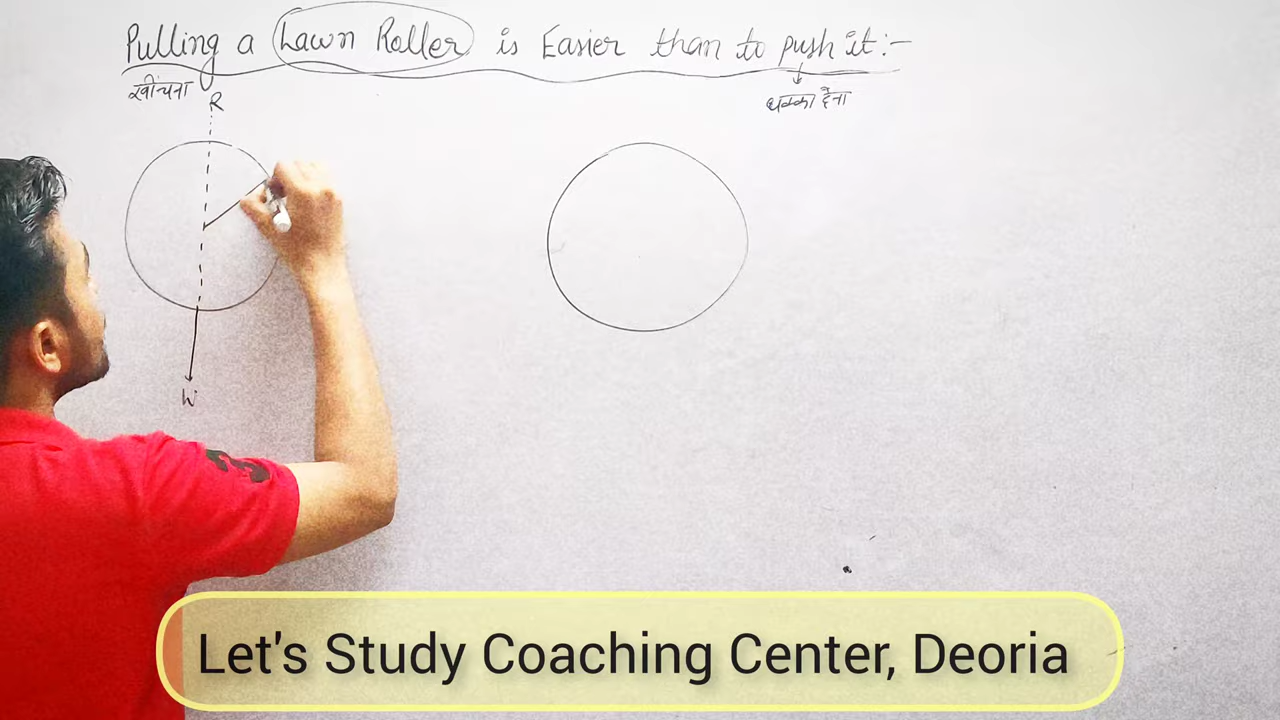 Pulling a Lawn Roller is Easier than to push it:-
खींचना
धक्का देना
R
W
Let's Study Coaching Center, Deoria